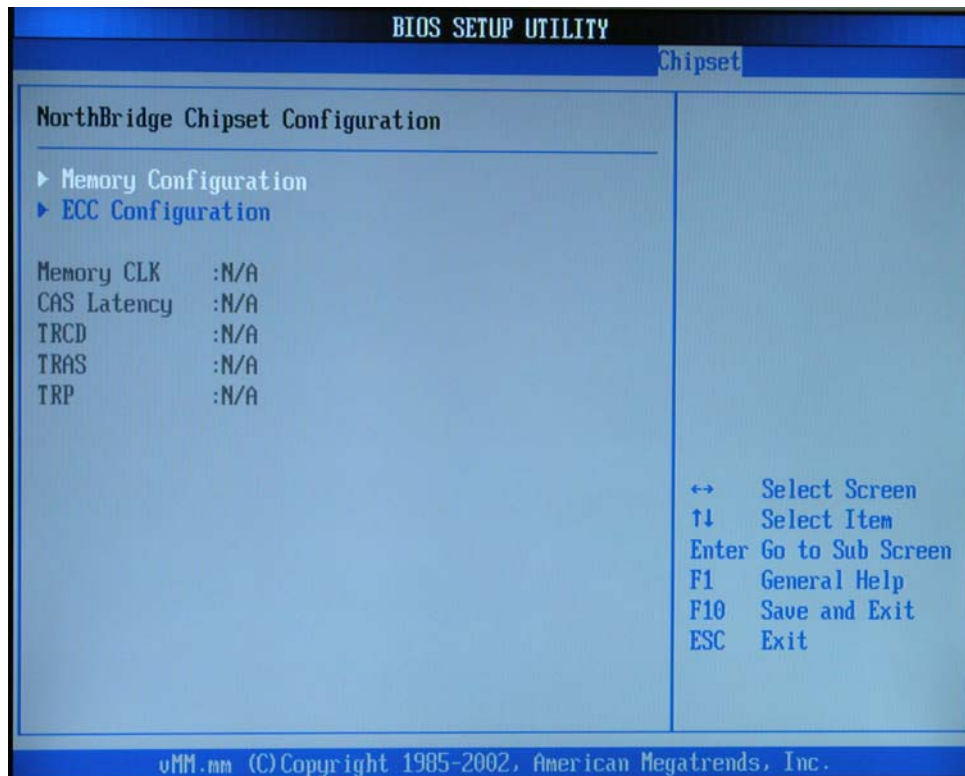 BIOS SETUP UTILITY
Chipset
NorthBridge Chipset Configuration
▶ Memory Configuration
▶ ECC Configuration
Memory CLK :N/A
CAS Latency :N/A
TRCD :N/A
TRAS :N/A
TRP :N/A
↔ Select Screen
↑↓ Select Item
Enter Go to Sub Screen
F1 General Help
F10 Save and Exit
ESC Exit
vMM.mm (C)Copyright 1985-2002, American Megatrends, Inc.